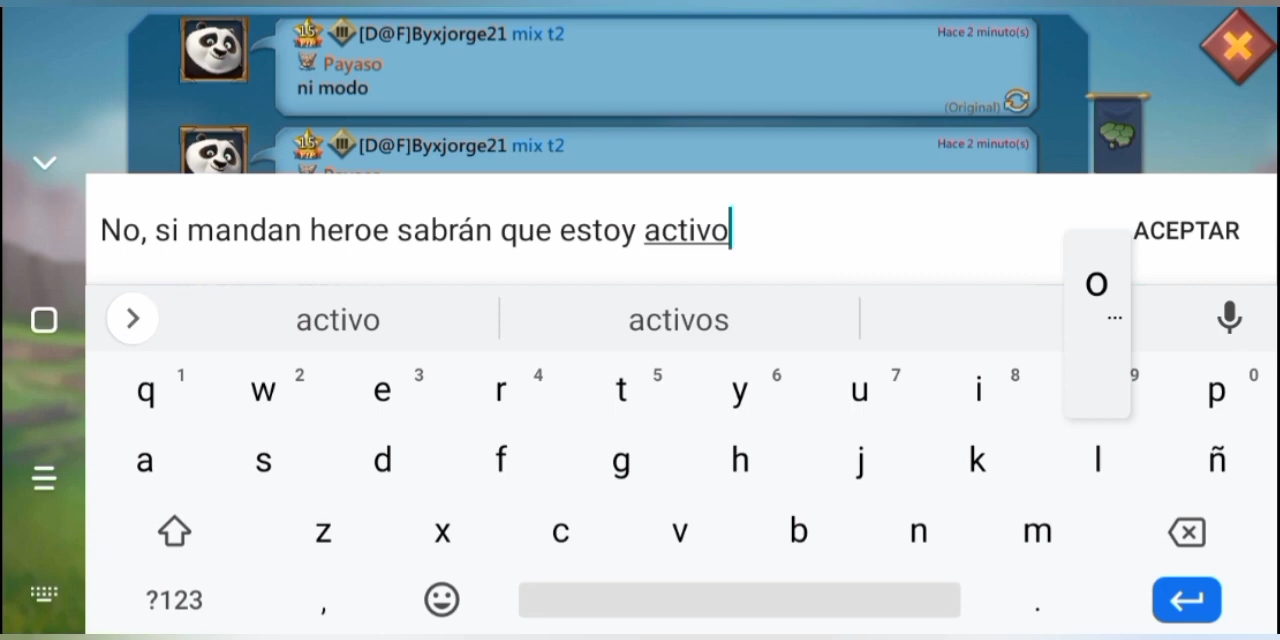 15 VIP III [D@F]Byxjorge21 mix t2 Hace 2 minuto(s)
Payaso
ni modo
(Original)
15 VIP III [D@F]Byxjorge21 mix t2 Hace 2 minuto(s)
No, si mandan heroe sabrán que estoy activo ACEPTAR
o
...
activo activos
q 1 w 2 e 3 r 4 t 5 y 6 u 7 i 8 9 p 0
a s d f g h j k l ñ
z x c v b n m
?123 , .